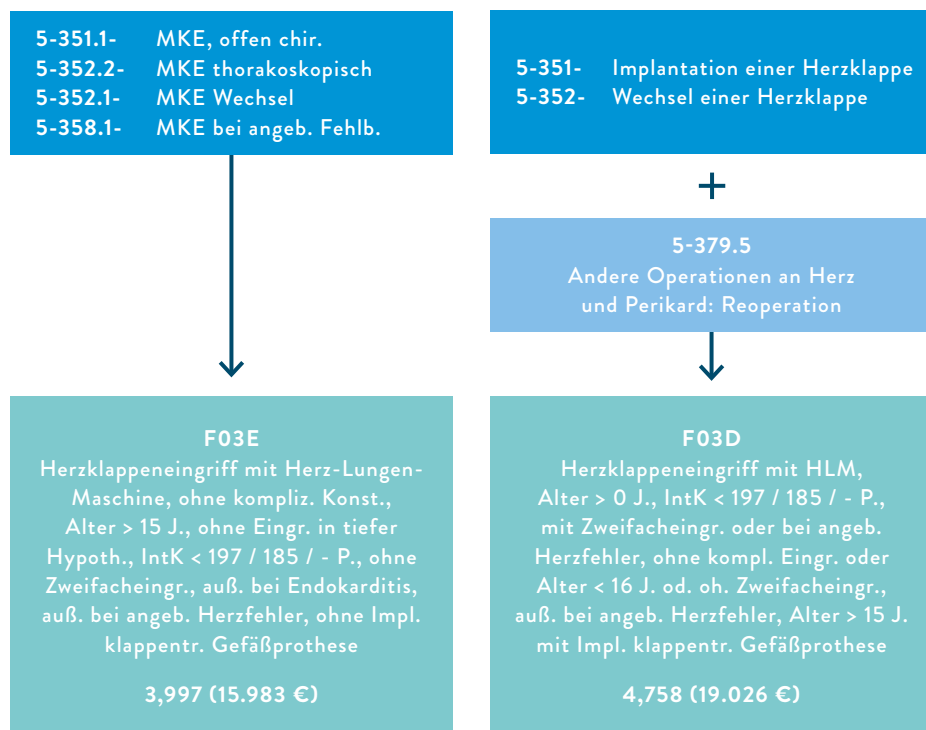 5-351.1- MKE, offen chir.
5-352.2- MKE thorakoskopisch
5-352.1- MKE Wechsel
5-358.1- MKE bei angeb. Fehlb.
F03E
Herzklappeneingriff mit Herz-Lungen-
Maschine, ohne kompliz. Konst.,
Alter > 15 J., ohne Eingr. in tiefer
Hypoth., IntK < 197 / 185 / - P., ohne
Zweifacheingr., auß. bei Endokarditis,
auß. bei angeb. Herzfehler, ohne Impl.
klappentr. Gefäßprothese
3,997 (15.983 €)
5-351- Implantation einer Herzklappe
5-352- Wechsel einer Herzklappe
+
5-379.5
Andere Operationen an Herz
und Perikard: Reoperation
F03D
Herzklappeneingriff mit HLM,
Alter > 0 J., IntK < 197 / 185 / - P.,
mit Zweifacheingr. oder bei angeb.
Herzfehler, ohne kompl. Eingr. oder
Alter < 16 J. od. oh. Zweifacheingr.,
auß. bei angeb. Herzfehler, Alter > 15 J.
mit Impl. klappentr. Gefäßprothese
4,758 (19.026 €)